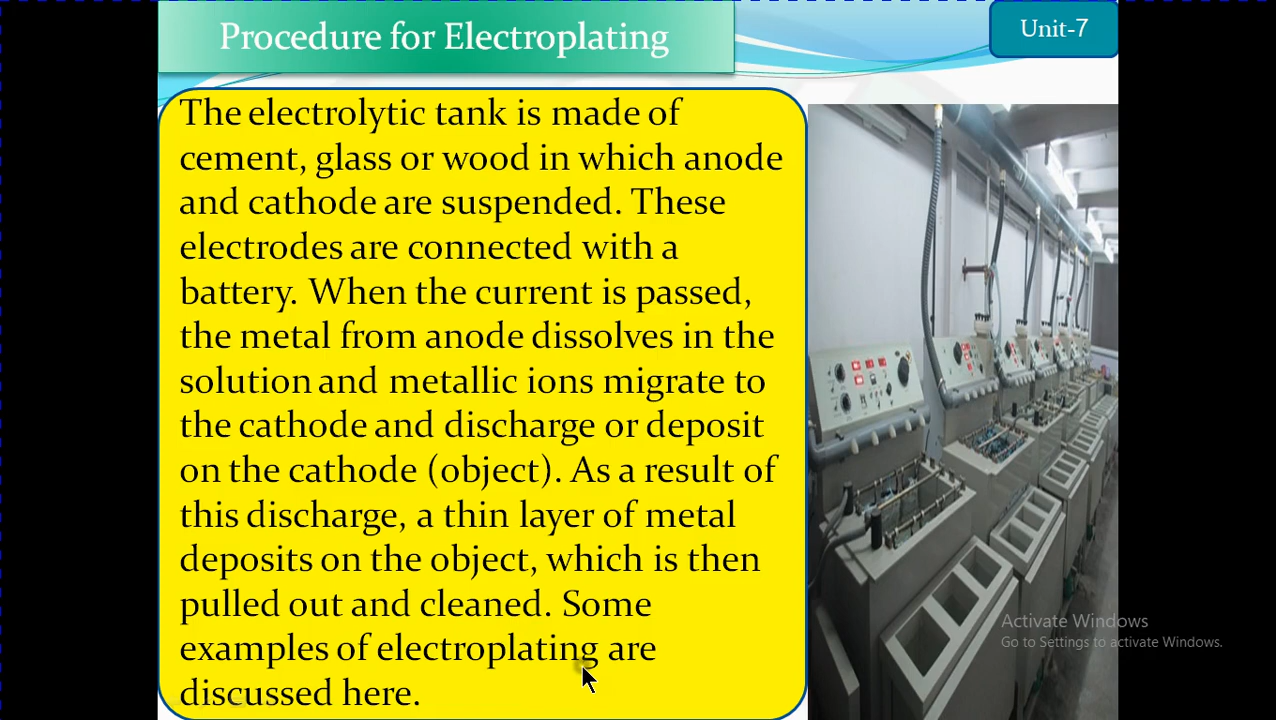 Procedure for Electroplating
Unit-7
The electrolytic tank is made of
cement, glass or wood in which anode
and cathode are suspended. These
electrodes are connected with a
battery. When the current is passed,
the metal from anode dissolves in the
solution and metallic ions migrate to
the cathode and discharge or deposit
on the cathode (object). As a result of
this discharge, a thin layer of metal
deposits on the object, which is then
pulled out and cleaned. Some
examples of electroplating are
discussed here.
Activate Windows
Go to Settings to activate Windows.